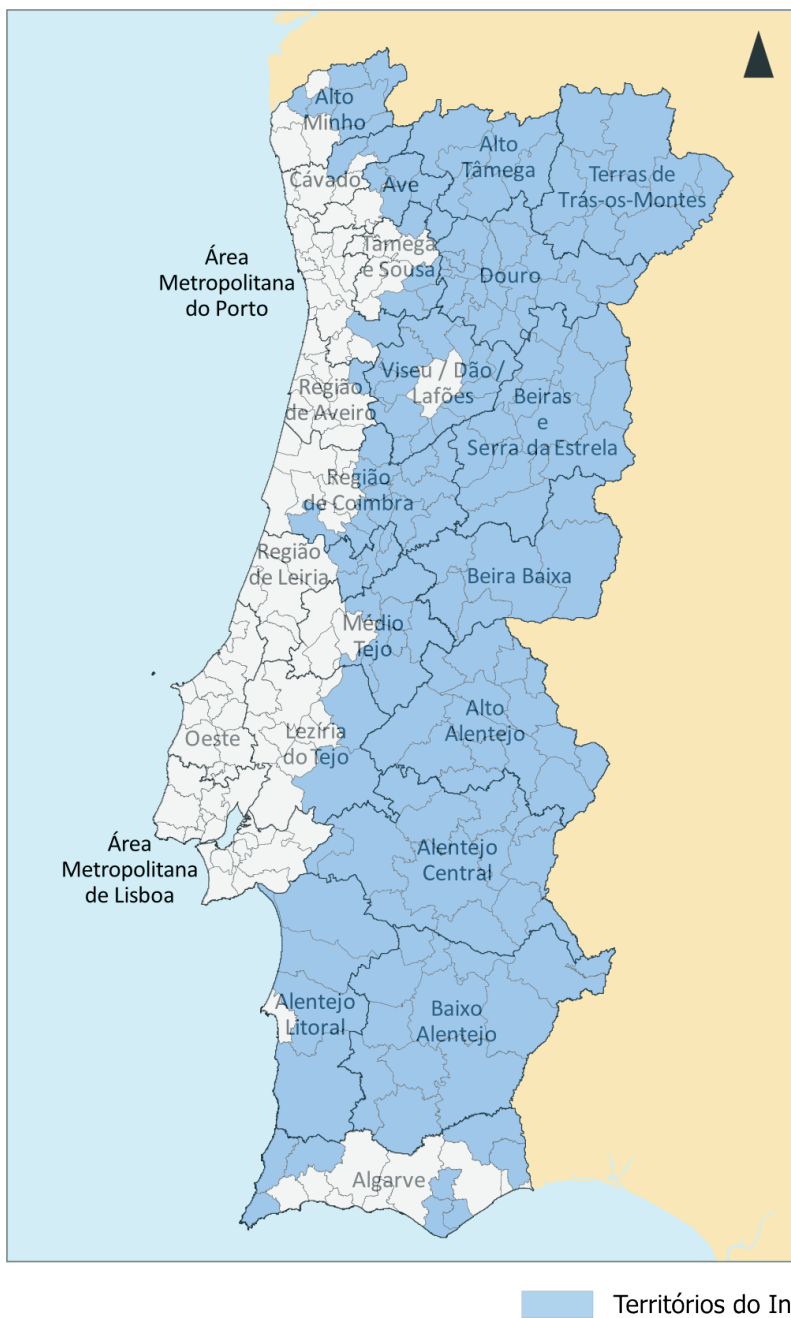 Alto
Minho
Alto
Tâmega
Terras de
Trás-os-Montes
Cávado
Ave
Tâmega
e Sousa
Área
Metropolitana
do Porto
Douro
Viseu / Dão /
Lafões
Região
de Aveiro
Beiras
e
Serra da Estrela
Região
de Coimbra
Região
de Leiria
Beira Baixa
Médio
Tejo
Alto
Alentejo
Oeste
Lezíria
do Tejo
Área
Metropolitana
de Lisboa
Alentejo
Central
Alentejo
Litoral
Baixo
Alentejo
Algarve
Territórios do In